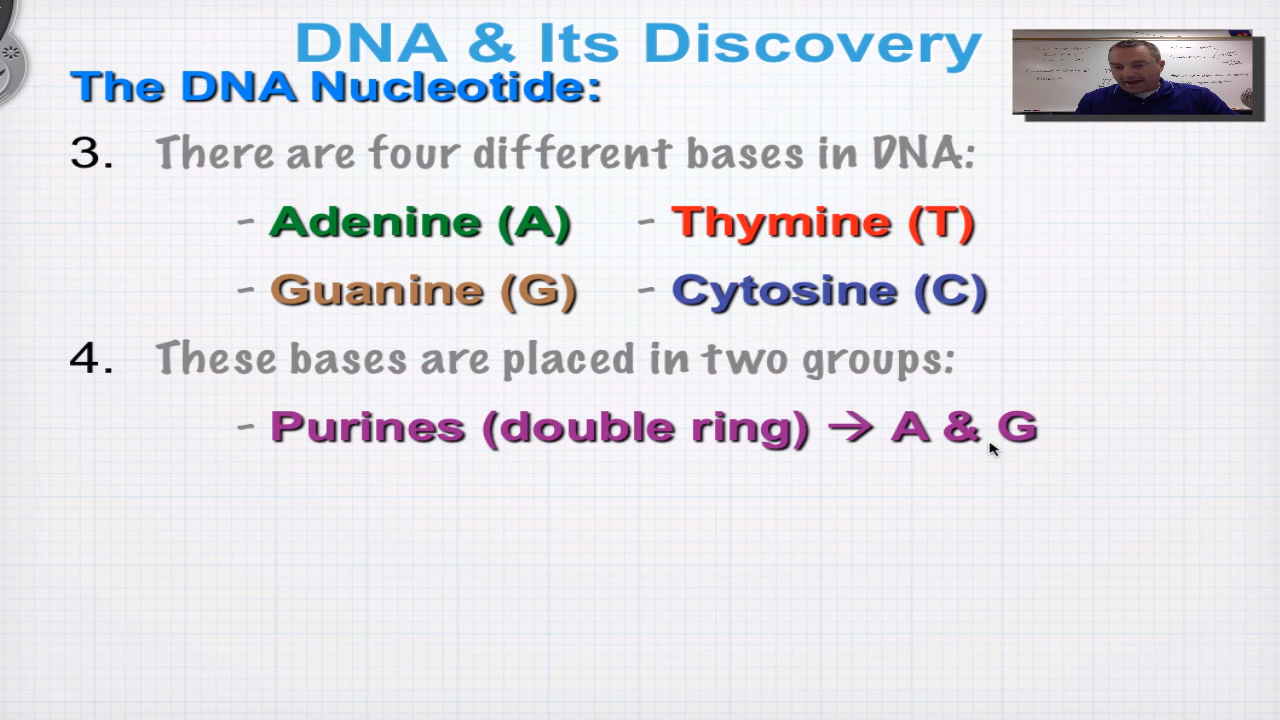 DNA & Its Discovery
The DNA Nucleotide:
3. There are four different bases in DNA:
- Adenine (A) - Thymine (T)
- Guanine (G) - Cytosine (C)
4. These bases are placed in two groups:
- Purines (double ring) → A & G